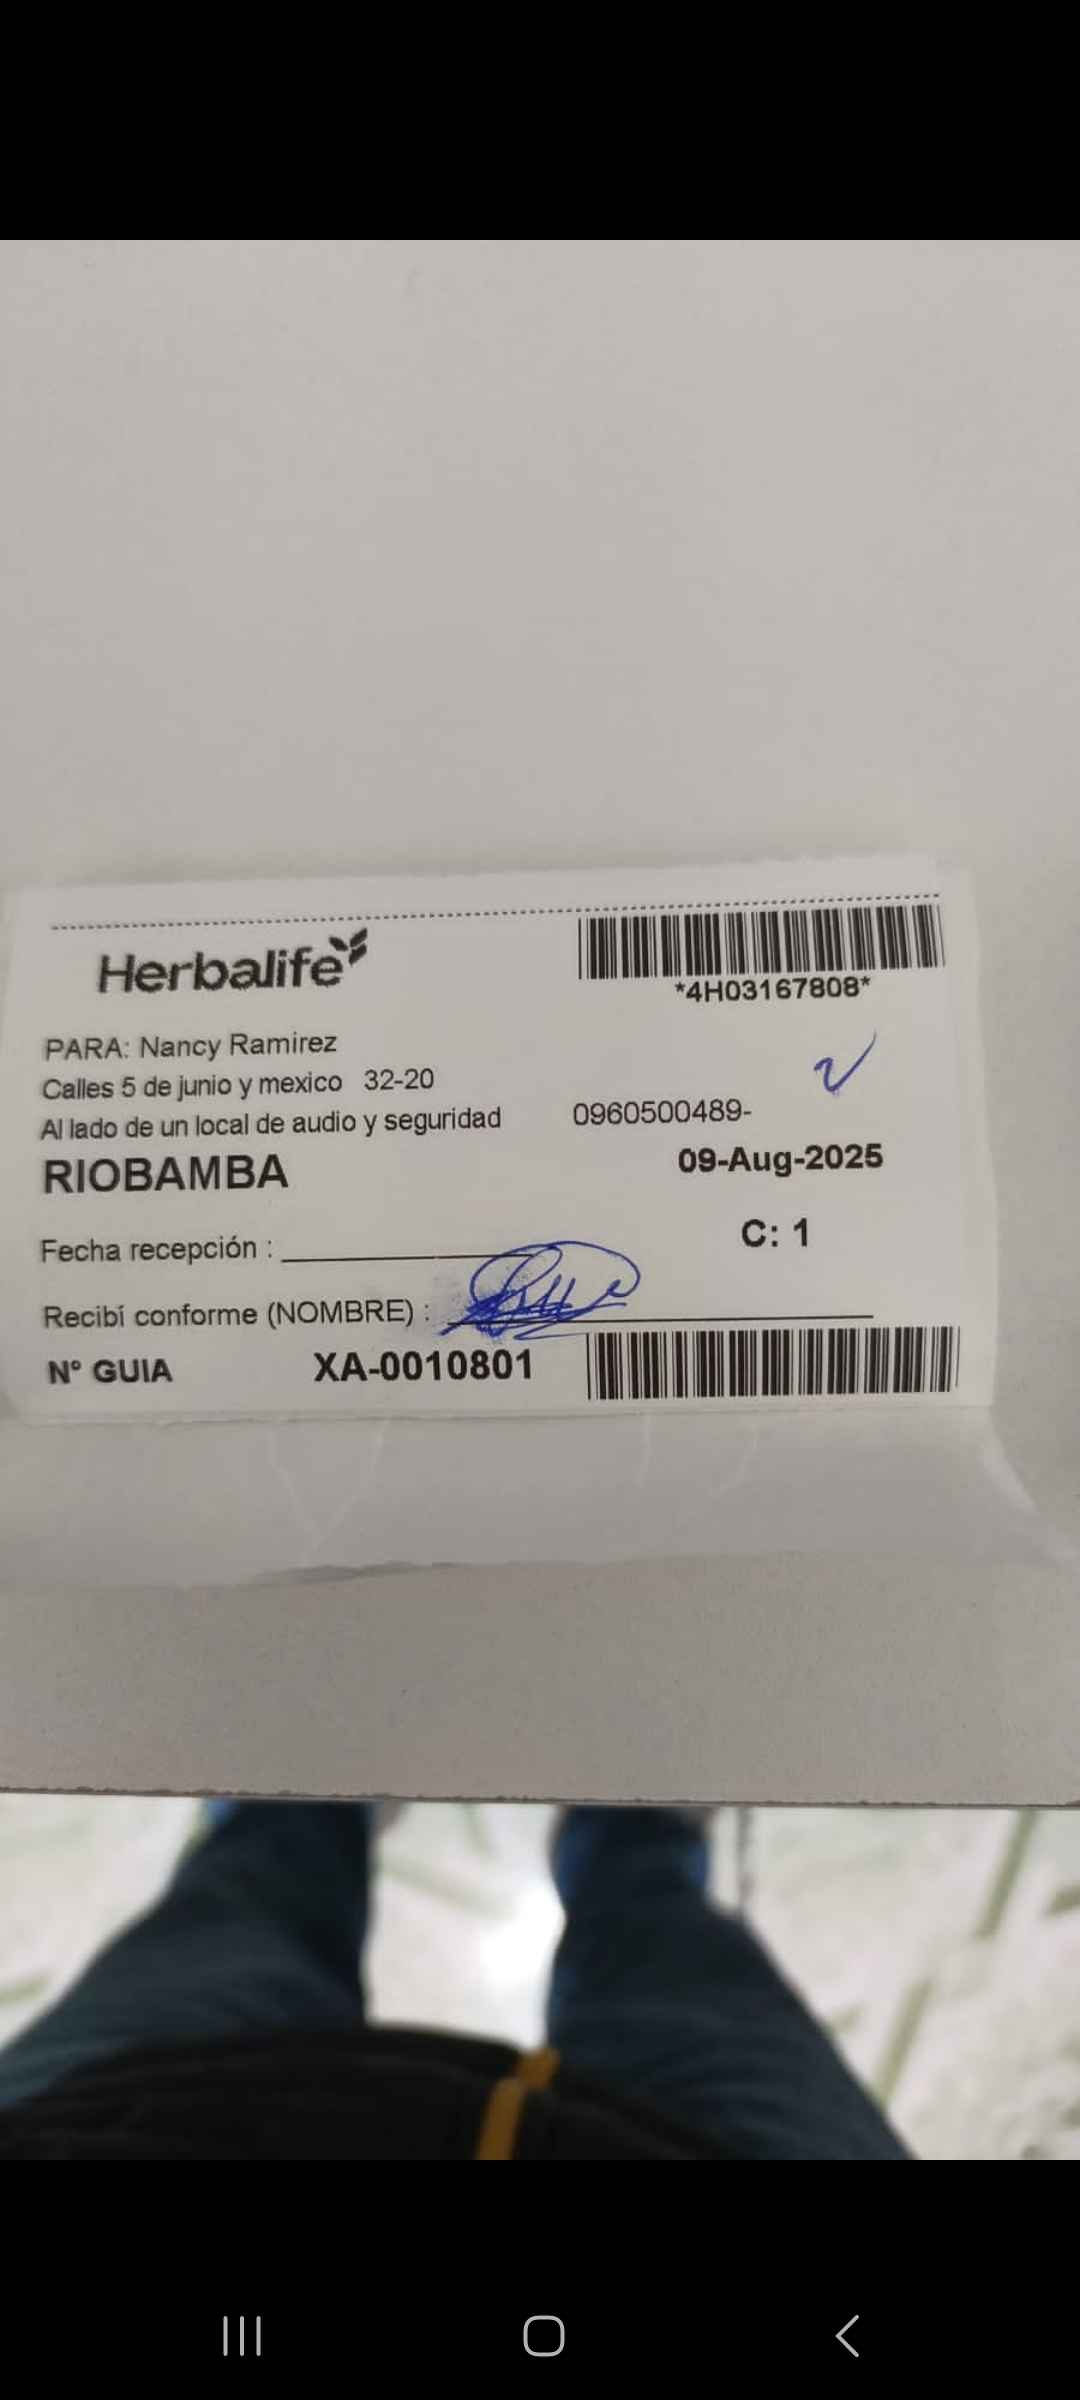 Herbalife
*4H03167808*
PARA: Nancy Ramirez
Calles 5 de junio y mexico 32-20
Al lado de un local de audio y seguridad 0960500489-
RIOBAMBA 09-Aug-2025
C: 1
Fecha recepción :
Recibí conforme (NOMBRE) :
Nº GUIA XA-0010801